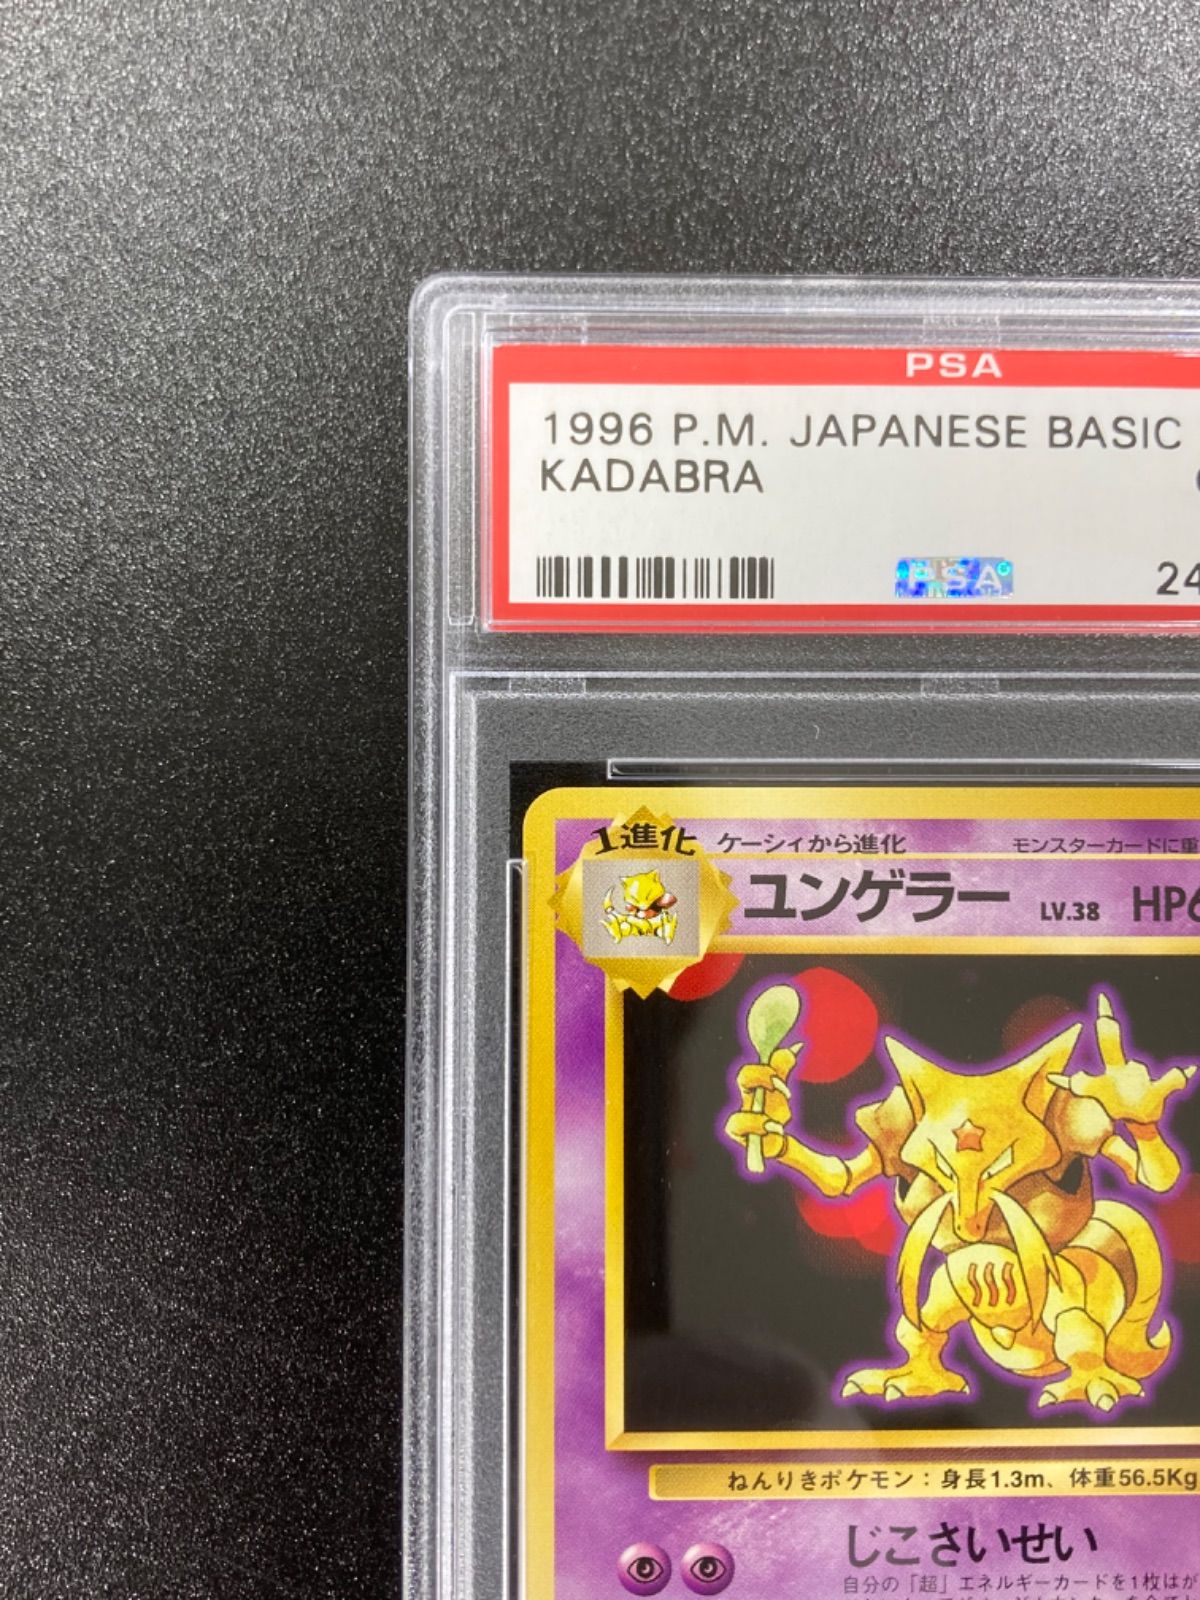 PSA
1996 P.M. JAPANESE BASIC
KADABRA
PSA
24
1進化
ケーシィから進化
モンスターカードに重
ユンゲラー LV.38 HP6
ねんりきポケモン：身長1.3m、体重56.5Kg
じこさいせい
自分の「超」エネルギーカードを1枚はが